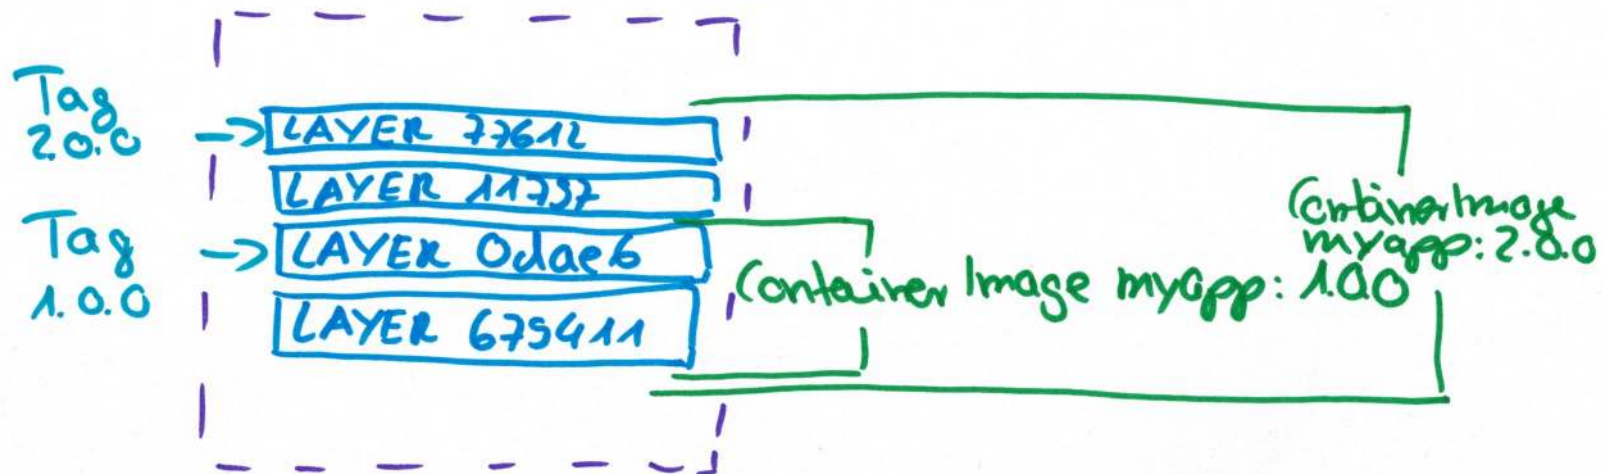 Tag
2.0.0
LAYER 77612
LAYER 11797
Tag
1.0.0
LAYER 0dae6
LAYER 679411
Container Image myapp: 1.0.0
Container Image
myapp: 2.0.0